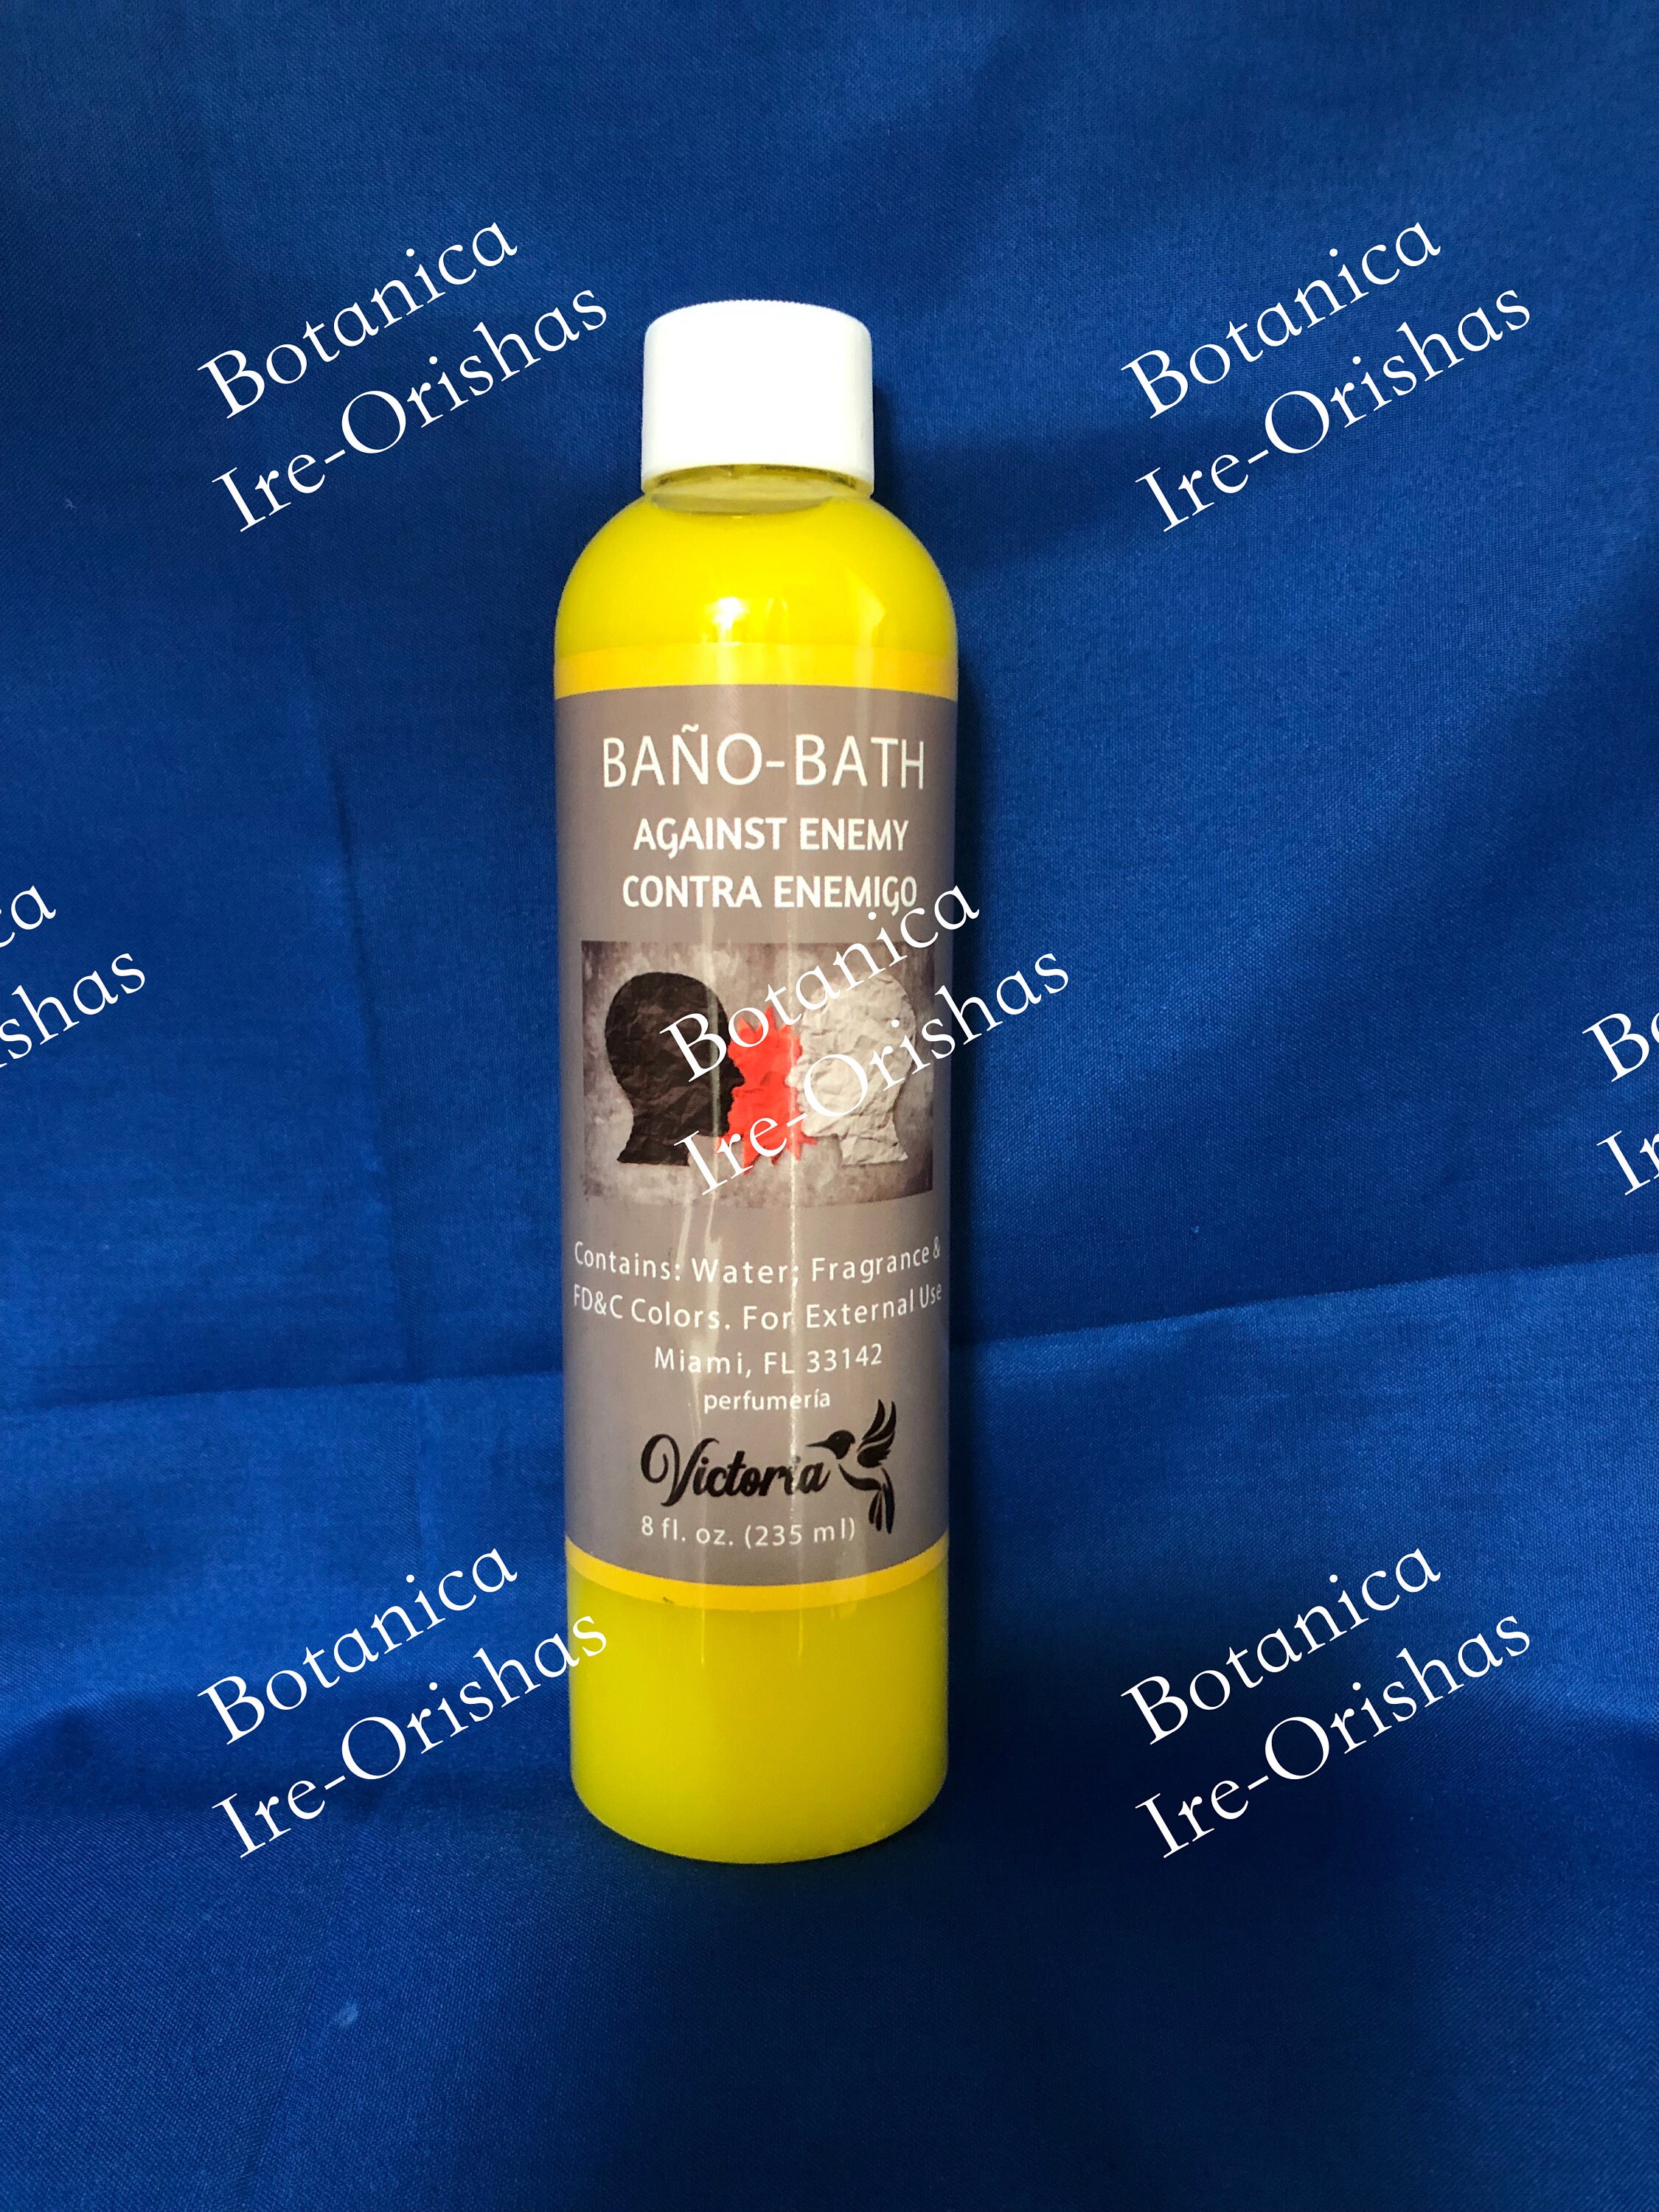 Botanica
Ire-Orishas
Botanica
Ire-Orishas
BAÑO-BATH
AGAINST ENEMY
CONTRA ENEMIGO
Botanica
Ire-Orishas
Contains: Water; Fragrance &
FD&C Colors. For External Use
Miami, FL 33142
perfumería
Victoria
8 fl. oz. (235 ml)
Botanica
Ire-Orishas
Botanica
Ire-Orishas